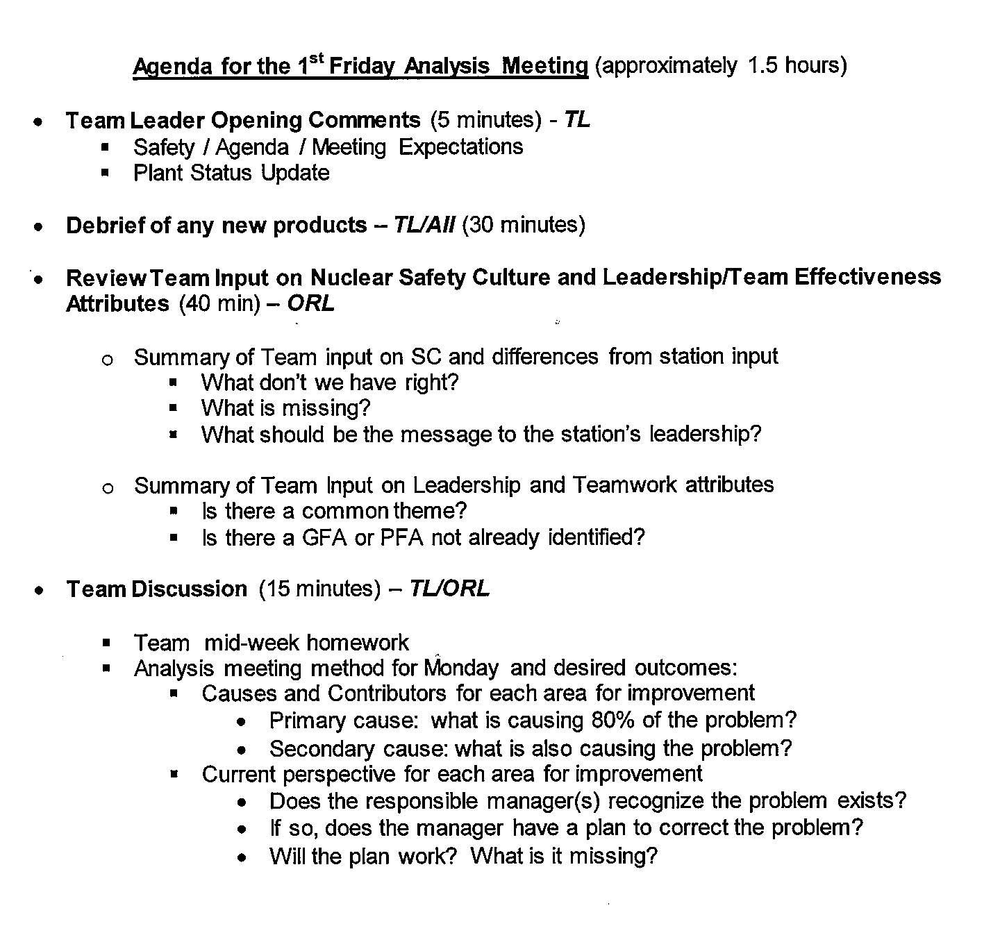 Agenda for the 1st Friday Analysis Meeting (approximately 1.5 hours)
• Team Leader Opening Comments (5 minutes) - TL
▪ Safety / Agenda / Meeting Expectations
▪ Plant Status Update
• Debrief of any new products – TL/All (30 minutes)
• Review Team Input on Nuclear Safety Culture and Leadership/Team Effectiveness
Attributes (40 min) – ORL
o Summary of Team input on SC and differences from station input
▪ What don't we have right?
▪ What is missing?
▪ What should be the message to the station's leadership?
o Summary of Team Input on Leadership and Teamwork attributes
▪ Is there a common theme?
▪ Is there a GFA or PFA not already identified?
• Team Discussion (15 minutes) – TL/ORL
▪ Team mid-week homework
▪ Analysis meeting method for Monday and desired outcomes:
▪ Causes and Contributors for each area for improvement
• Primary cause: what is causing 80% of the problem?
• Secondary cause: what is also causing the problem?
▪ Current perspective for each area for improvement
• Does the responsible manager(s) recognize the problem exists?
• If so, does the manager have a plan to correct the problem?
• Will the plan work? What is it missing?